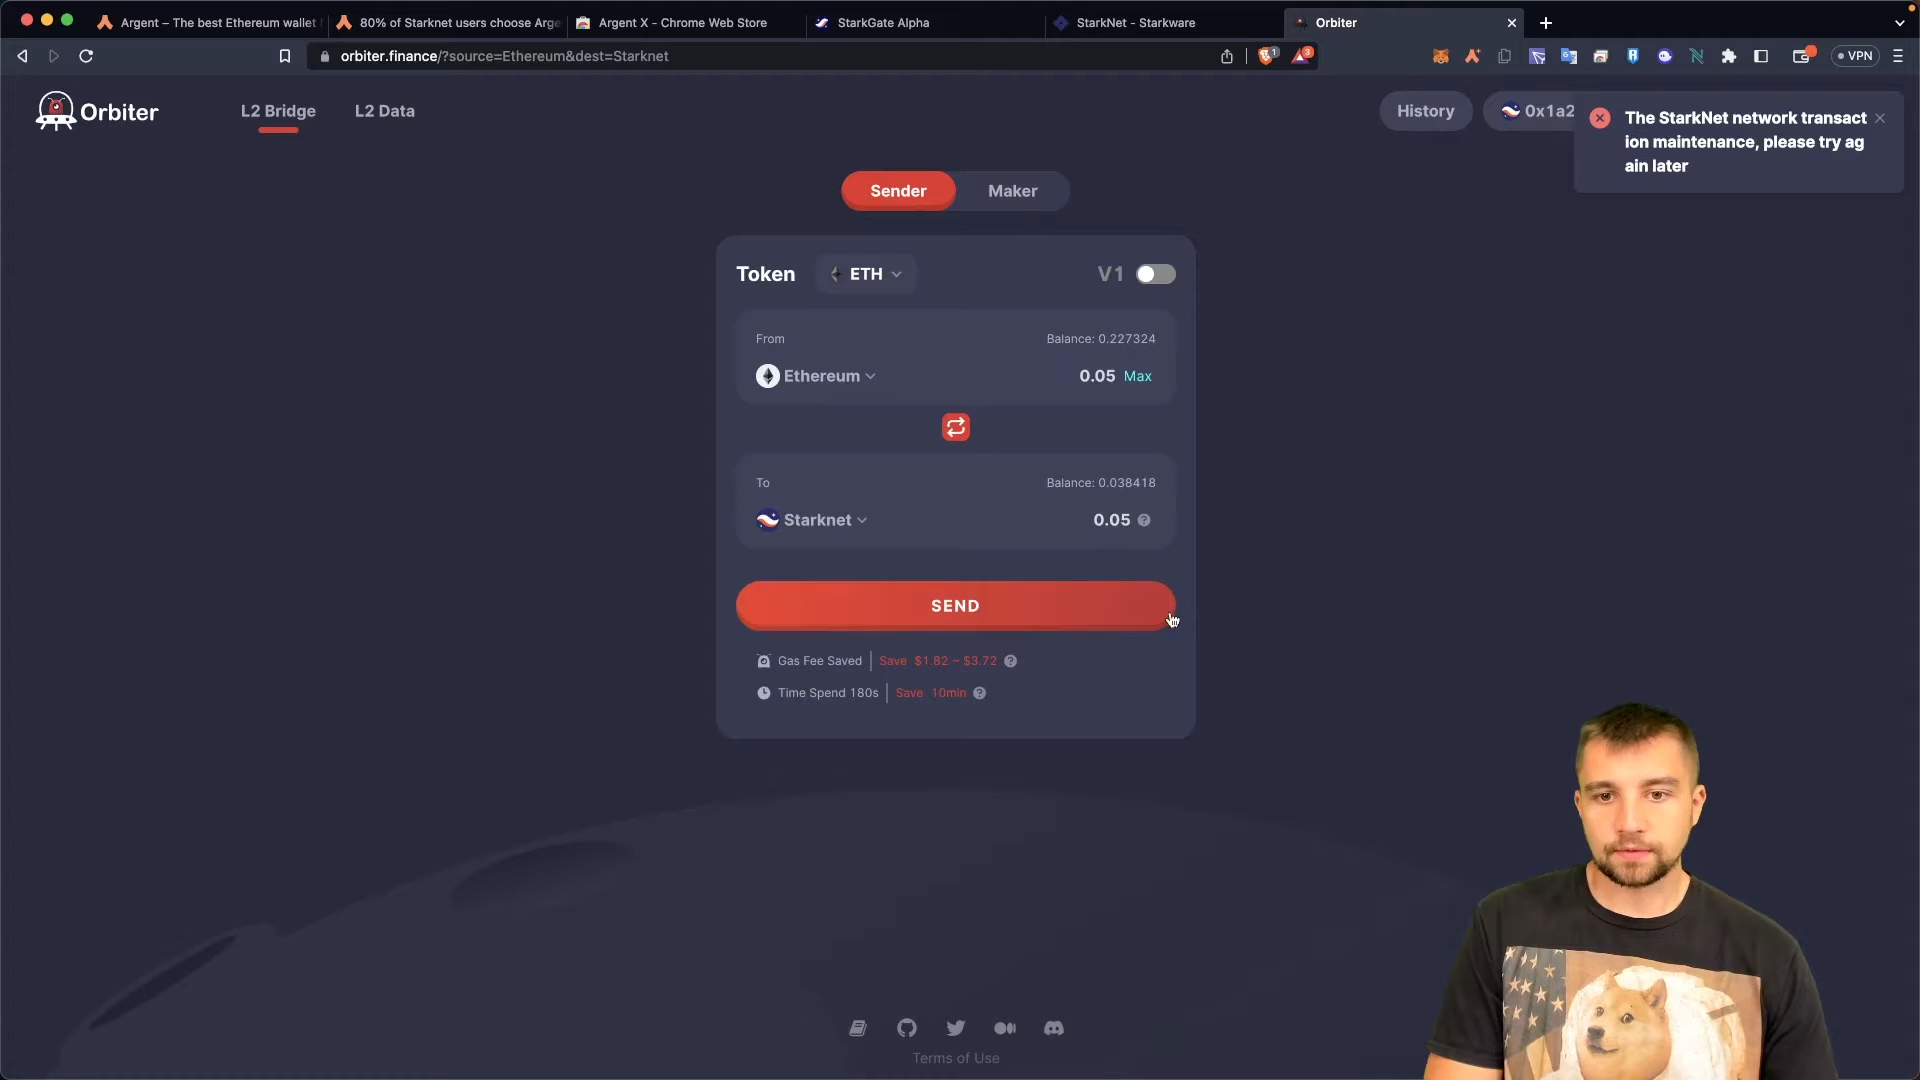 Argent – The best Ethereum wallet
80% of Starknet users choose Arge
Argent X - Chrome Web Store
StarkGate Alpha
StarkNet - Starkware
Orbiter
orbiter.finance/?source=Ethereum&dest=Starknet
1
3
VPN
Orbiter
L2 Bridge
L2 Data
History
0x1a2
The StarkNet network transact
ion maintenance, please try ag
ain later
Sender
Maker
Token
ETH
V1
From
Balance: 0.227324
Ethereum
0.05 Max
To
Balance: 0.038418
Starknet
0.05
SEND
Gas Fee Saved
Save $1.82 ~ $3.72
Time Spend 180s
Save 10min
Terms of Use